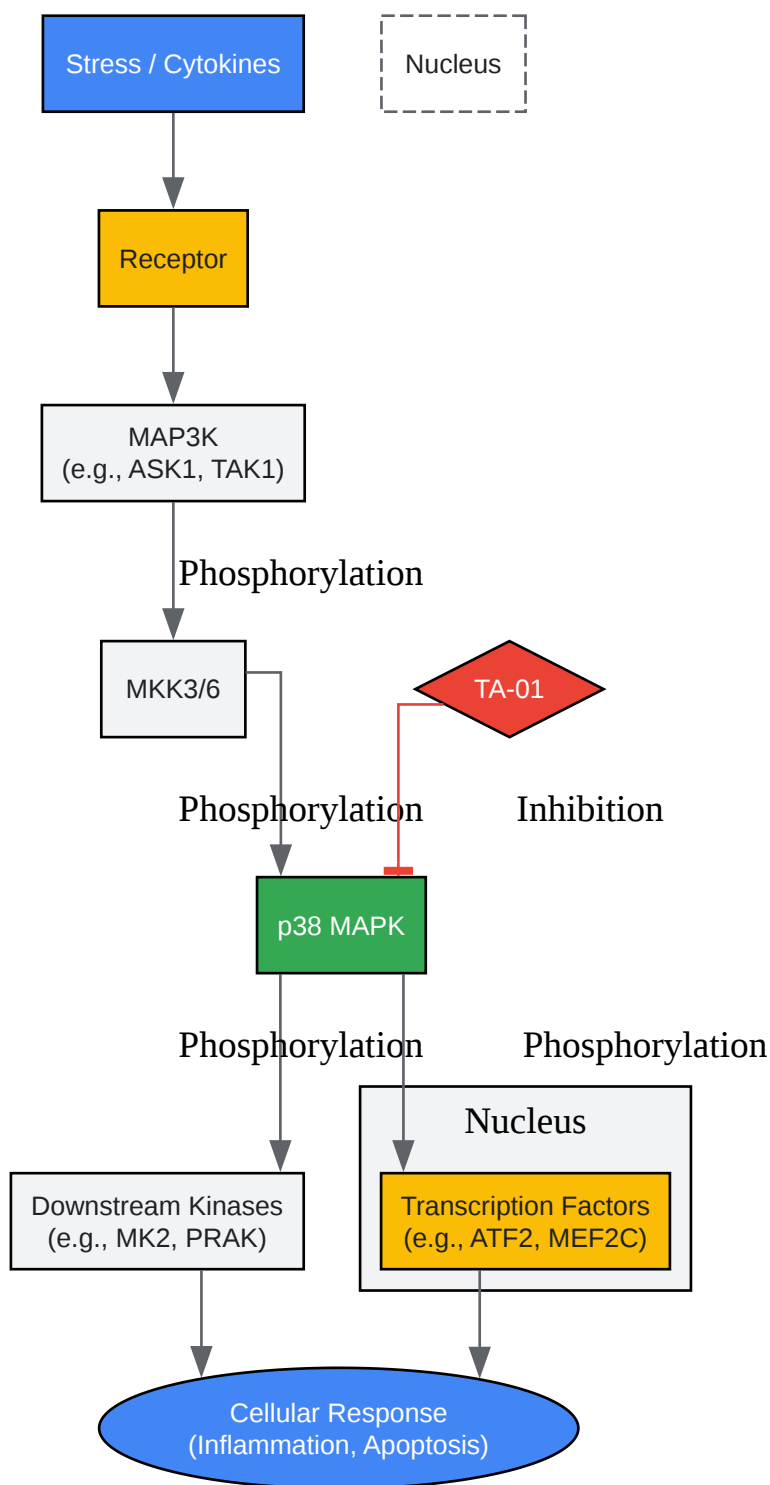 Stress / Cytokines
Nucleus
Receptor
MAP3K
(e.g., ASK1, TAK1)
Phosphorylation
MKK3/6
TA-01
Phosphorylation
Inhibition
p38 MAPK
Phosphorylation
Phosphorylation
Nucleus
Downstream Kinases
(e.g., MK2, PRAK)
Transcription Factors
(e.g., ATF2, MEF2C)
Cellular Response
(Inflammation, Apoptosis)